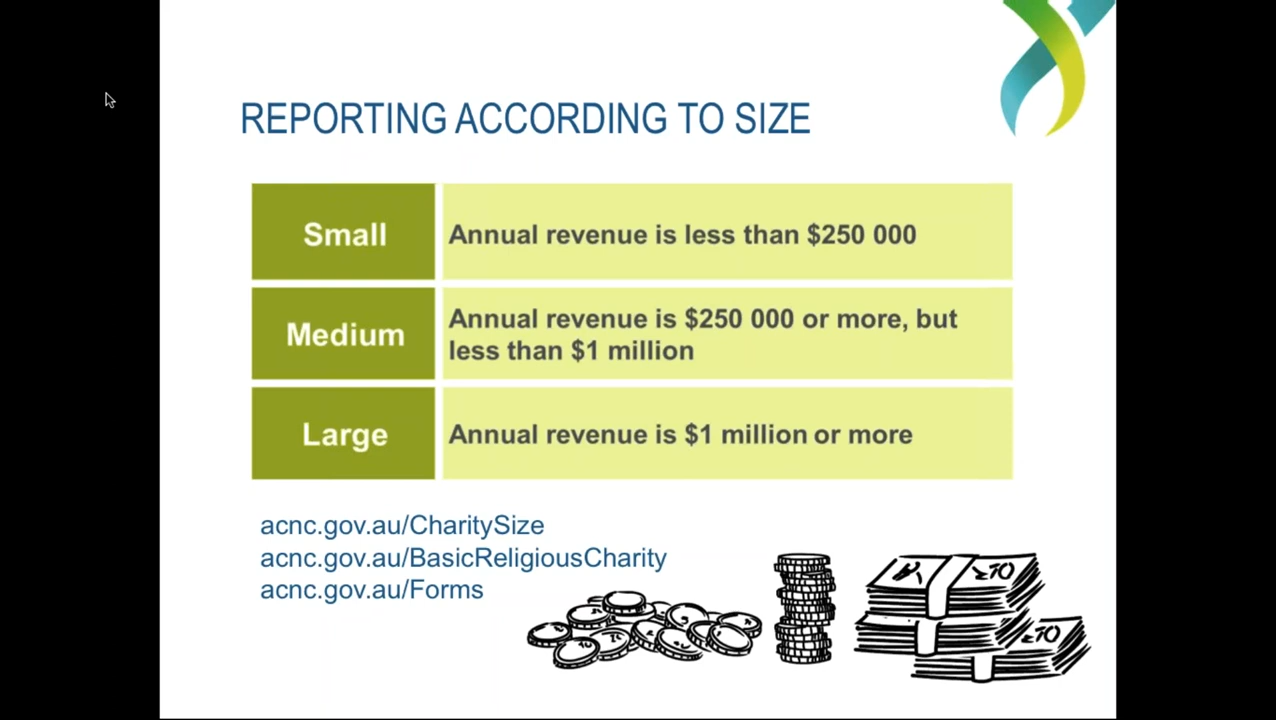 REPORTING ACCORDING TO SIZE
Small
Annual revenue is less than $250 000
Medium
Annual revenue is $250 000 or more, but
less than $1 million
Large
Annual revenue is $1 million or more
acnc.gov.au/CharitySize
acnc.gov.au/BasicReligiousCharity
acnc.gov.au/Forms